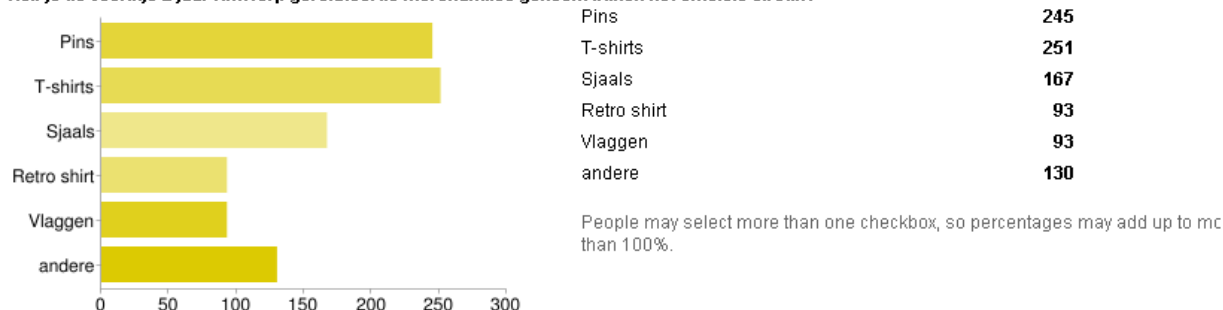 Pins 245
T-shirts 251
Sjaals 167
Retro shirt 93
Vlaggen 93
andere 130
People may select more than one checkbox, so percentages may add up to mo
than 100%.
Pins
T-shirts
Sjaals
Retro shirt
Vlaggen
andere
0 50 100 150 200 250 300